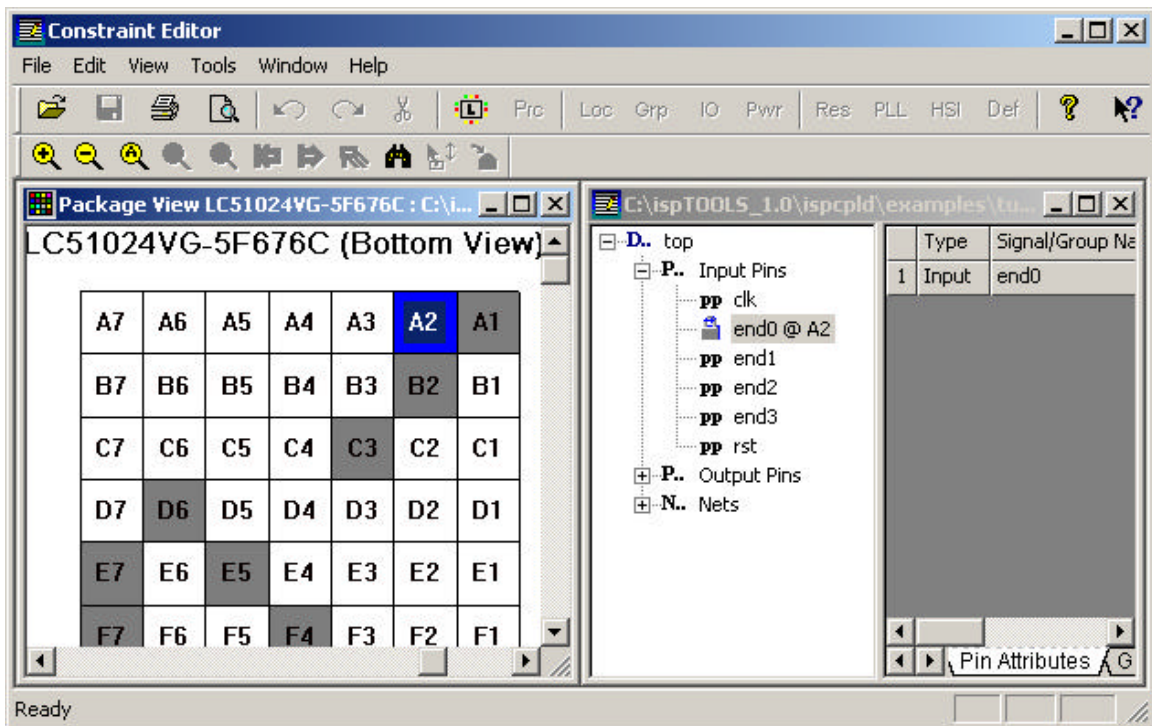 Constraint Editor
File Edit View Tools Window Help
L Prc Loc Grp IO Pwr Res PLL HSI Def ? ?
A
Package View LC51024VG-5F676C : C:\i...
LC51024VG-5F676C (Bottom View)
A7 A6 A5 A4 A3 A2 A1
B7 B6 B5 B4 B3 B2 B1
C7 C6 C5 C4 C3 C2 C1
D7 D6 D5 D4 D3 D2 D1
E7 E6 E5 E4 E3 E2 E1
F7 F6 F5 F4 F3 F2 F1
C:\ispTOOLS_1.0\ispcpld\examples\tu...
D.. top
P.. Input Pins
pp clk
end0 @ A2
pp end1
pp end2
pp end3
pp rst
P.. Output Pins
N.. Nets
Type Signal/Group Na
1 Input end0
Pin Attributes G
Ready